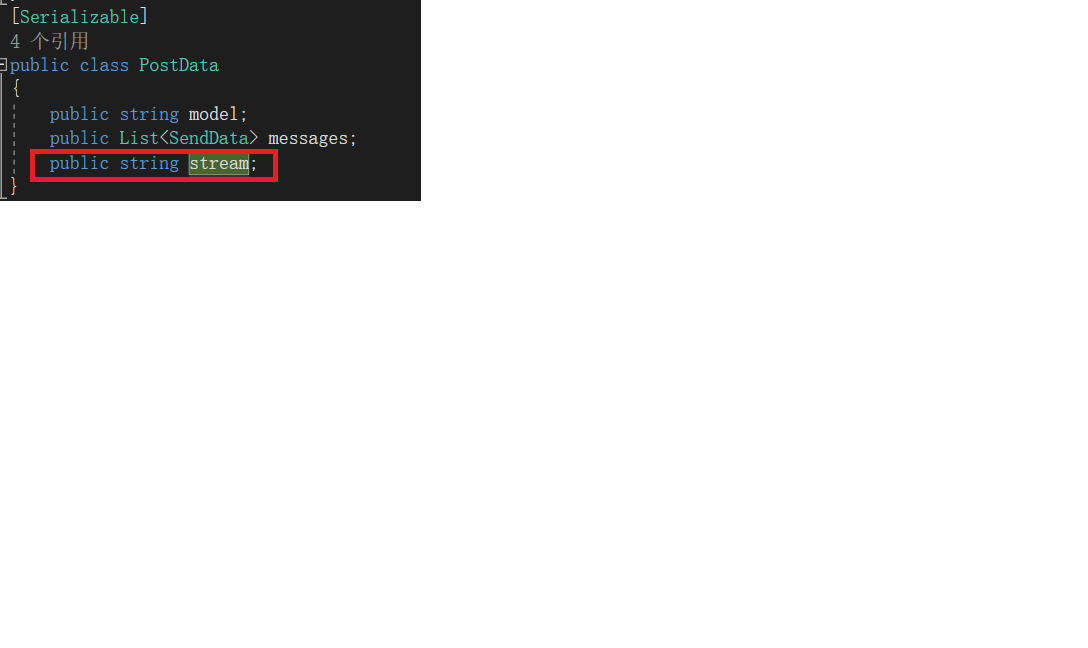 [Serializable]
4 个引用
public class PostData
{
public string model;
public List<SendData> messages;
public string stream;
}